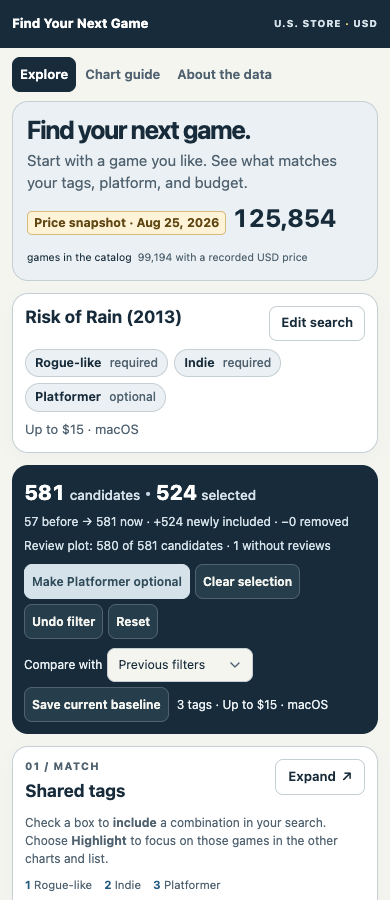 Find Your Next Game
U.S. STORE · USD
Explore
Chart guide
About the data
Find your next game.
Start with a game you like. See what matches
your tags, platform, and budget.
Price snapshot · Aug 25, 2026
125,854
games in the catalog 99,194 with a recorded USD price
Risk of Rain (2013)
Edit search
Rogue-like required
Indie required
Platformer optional
Up to $15 · macOS
581 candidates · 524 selected
57 before → 581 now · +524 newly included · −0 removed
Review plot: 580 of 581 candidates · 1 without reviews
Make Platformer optional
Clear selection
Undo filter
Reset
Compare with
Previous filters
Save current baseline
3 tags · Up to $15 · macOS
01 / MATCH
Shared tags
Expand ↗
Check a box to include a combination in your search.
Choose Highlight to focus on those games in the other
charts and list.
1 Rogue-like 2 Indie 3 Platformer